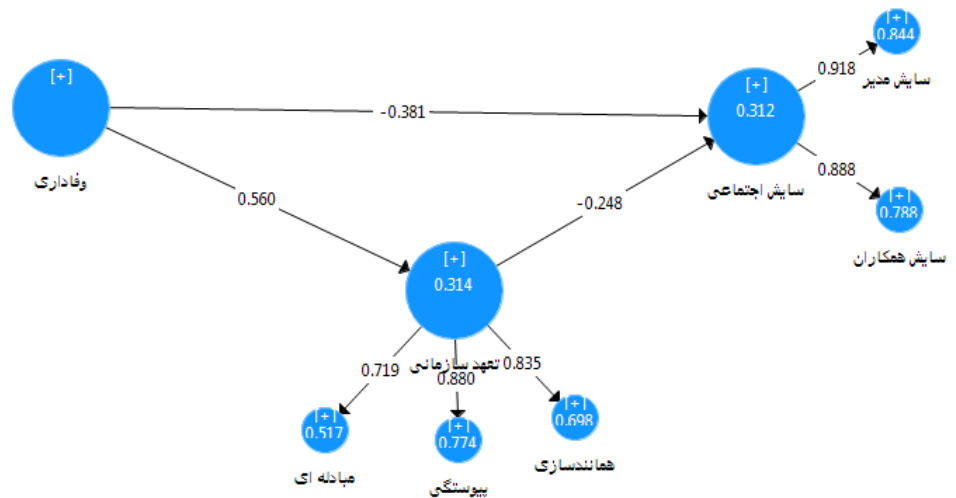 [+]
0.844
سایش مدیر
0.918
[+]
وفاداری
-0.381
[+]
0.312
سایش اجتماعی
0.888
[+]
0.788
سایش همکاران
0.560
-0.248
[+]
0.314
تعهد سازمانی
0.719
0.880
0.835
[+]
0.517
مبادله ای
[+]
0.774
پیوستگی
[+]
0.698
همانندسازی